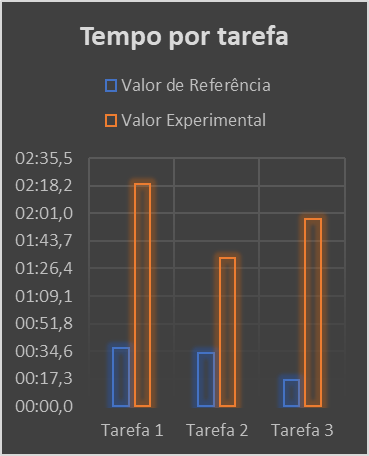 Tempo por tarefa
Valor de Referência
Valor Experimental
02:35,5
02:18,2
02:01,0
01:43,7
01:26,4
01:09,1
00:51,8
00:34,6
00:17,3
00:00,0
Tarefa 1 Tarefa 2 Tarefa 3